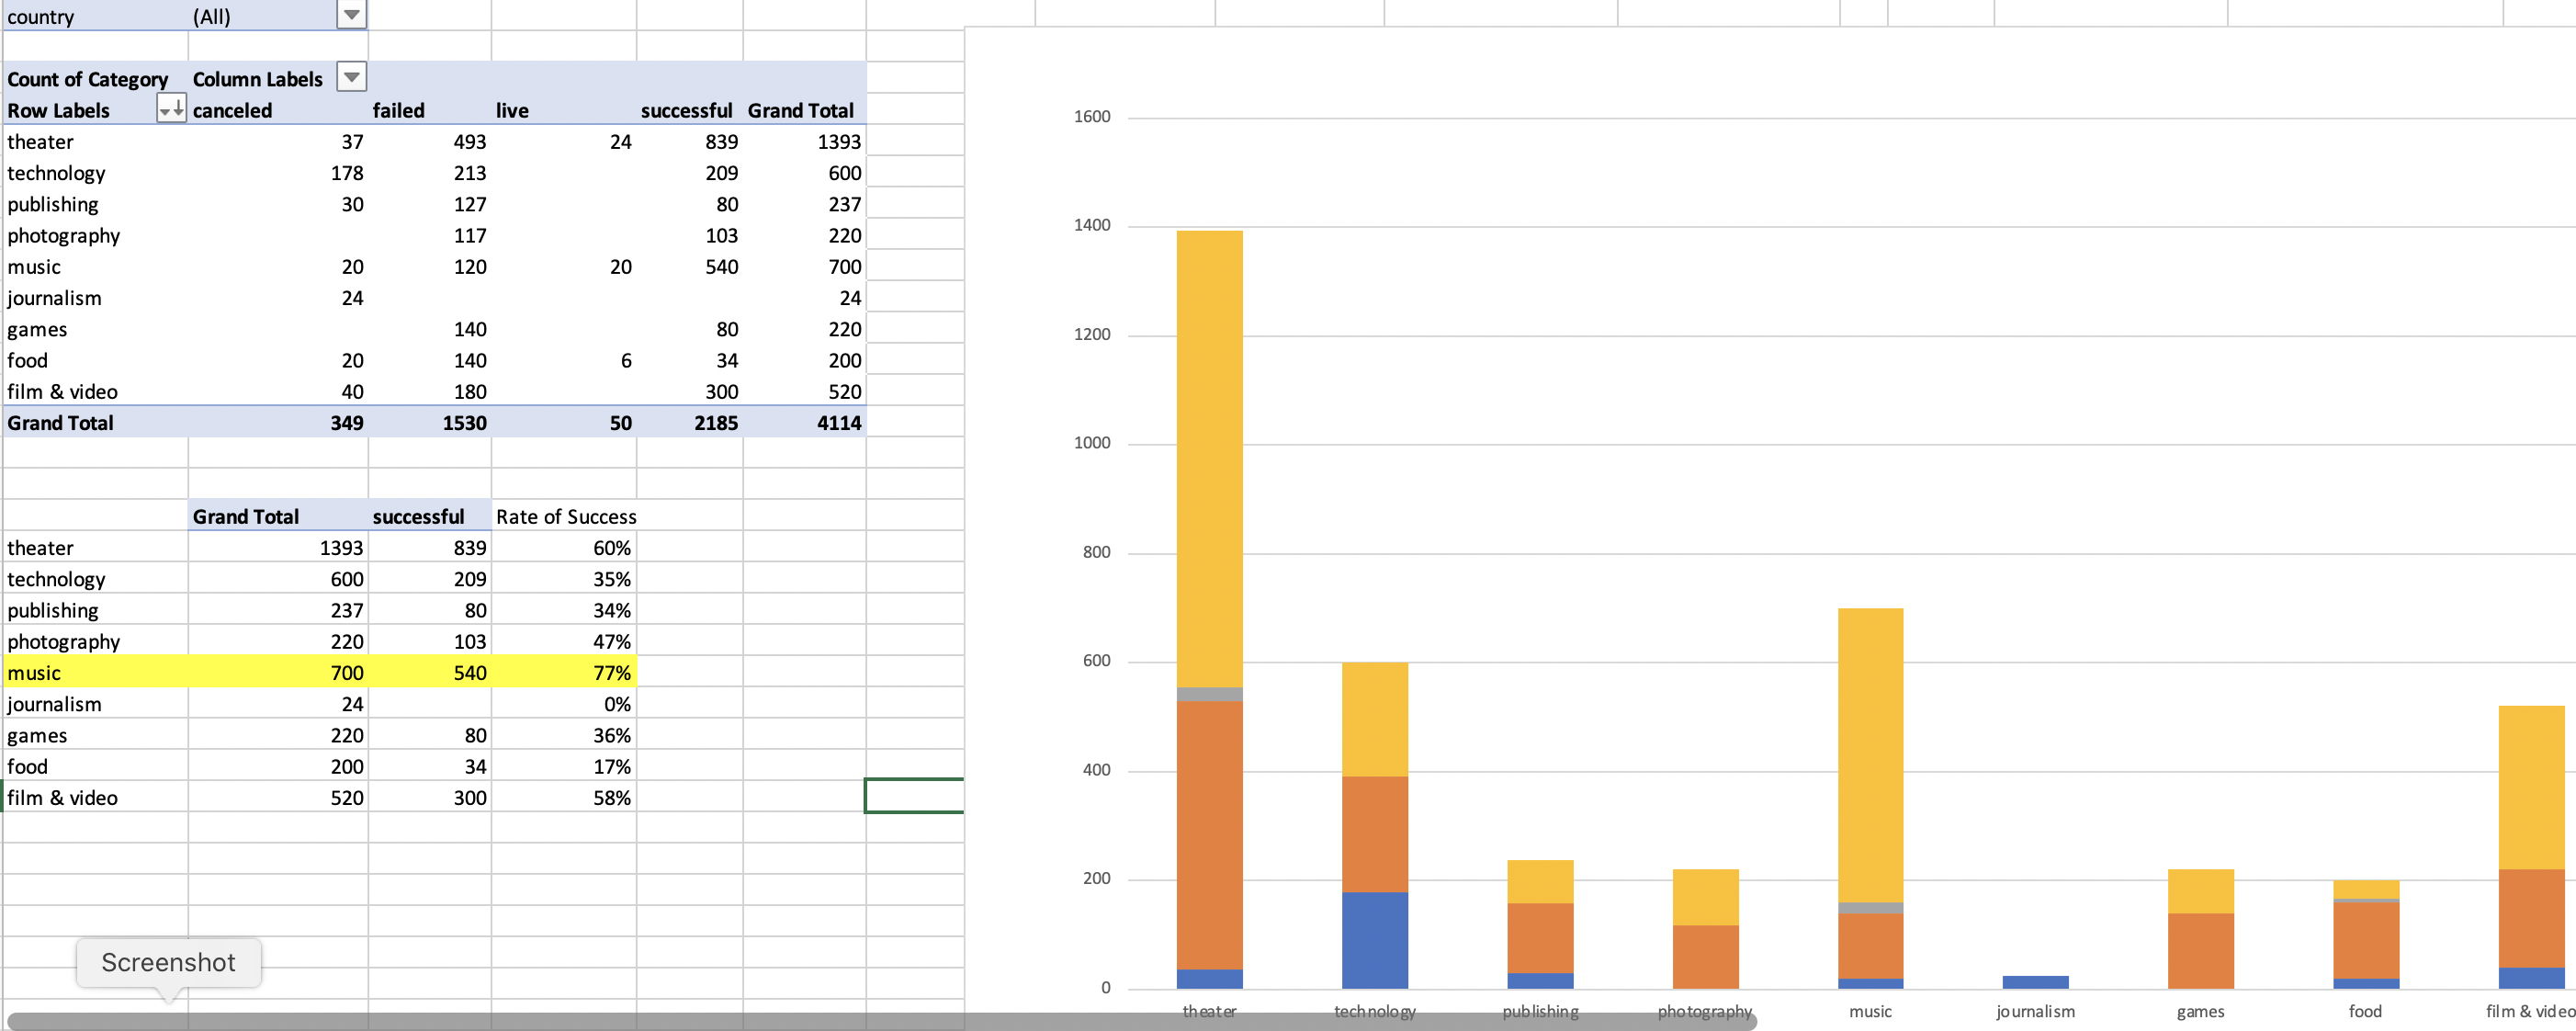 country (All)
Count of Category Column Labels
Row Labels canceled failed live successful Grand Total
theater 37 493 24 839 1393
technology 178 213 209 600
publishing 30 127 80 237
photography 117 103 220
music 20 120 20 540 700
journalism 24 24
games 140 80 220
food 20 140 6 34 200
film & video 40 180 300 520
Grand Total 349 1530 50 2185 4114
Grand Total successful Rate of Success
theater 1393 839 60%
technology 600 209 35%
publishing 237 80 34%
photography 220 103 47%
music 700 540 77%
journalism 24 0%
games 220 80 36%
food 200 34 17%
film & video 520 300 58%
Screenshot
1600
1400
1200
1000
800
600
400
200
0
theater technology publishing photography music journalism games food film & video